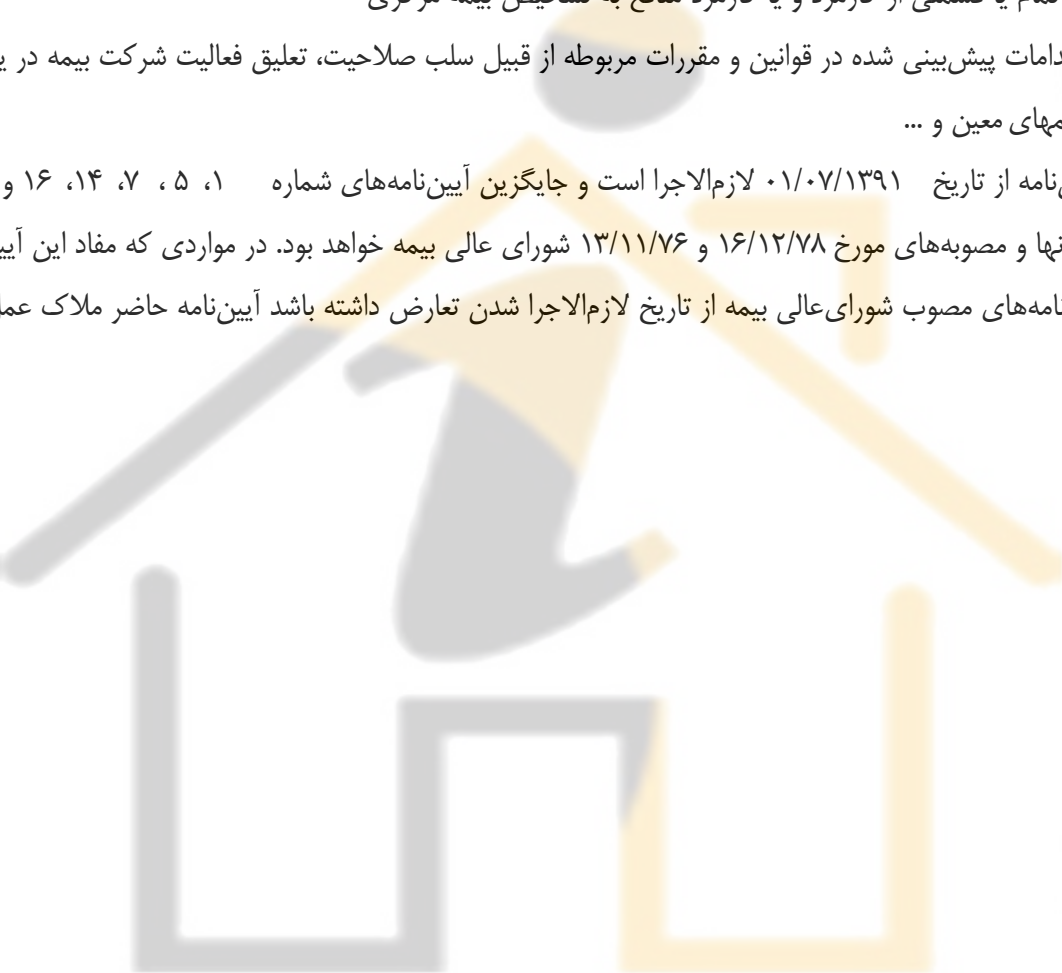 یا قسمتی از کارمزد و یا کارمزد منافع به تشخیص بیمه مرکزی
دامات پیش‌بینی شده در قوانین و مقررات مربوطه از قبیل سلب صلاحیت، تعلیق فعالیت شرکت بیمه در
مهای معین و ...
نامه از تاریخ ۰۱/۰۷/۱۳۹۱ لازم‌الاجرا است و جایگزین آیین‌نامه‌های شماره ۱، ۵ ، ۷، ۱۴، ۱۶ و
نها و مصوبه‌های مورخ ۱۶/۱۲/۷۸ و ۱۳/۱۱/۷۶ شورای عالی بیمه خواهد بود. در مواردی که مفاد این آیی
نامه‌های مصوب شورای‌عالی بیمه از تاریخ لازم‌الاجرا شدن تعارض داشته باشد آیین‌نامه حاضر ملاک عمل